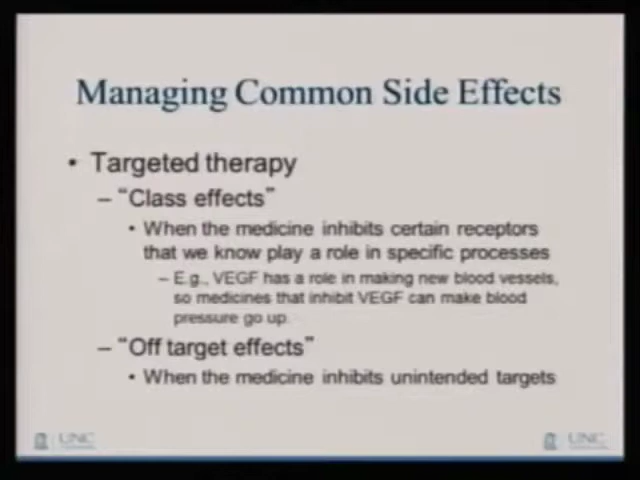 Managing Common Side Effects
• Targeted therapy
– “Class effects”
• When the medicine inhibits certain receptors
that we know play a role in specific processes
– E.g., VEGF has a role in making new blood vessels,
so medicines that inhibit VEGF can make blood
pressure go up.
– “Off target effects”
• When the medicine inhibits unintended targets
UNC
UNC